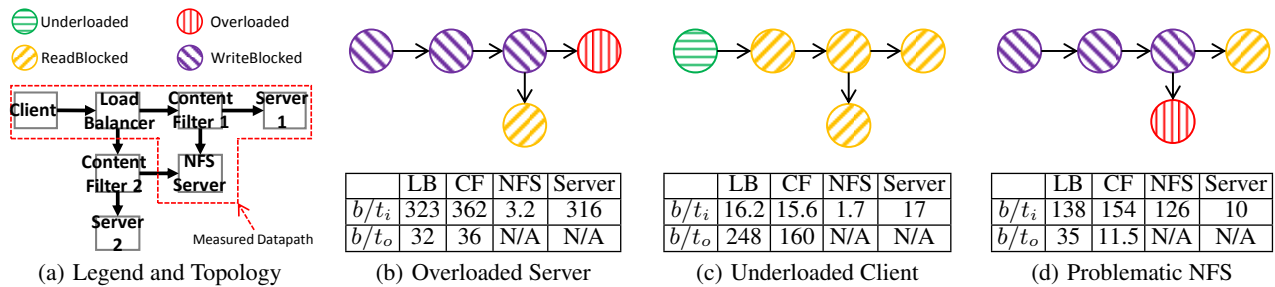 Underloaded
Overloaded
ReadBlocked
WriteBlocked
Client
Load
Balancer
Content
Filter 1
Server
1
Content
Filter 2
NFS
Server
Server
2
Measured Datapath
(a) Legend and Topology
LB CF NFS Server
b/t_i 323 362 3.2 316
b/t_o 32 36 N/A N/A
(b) Overloaded Server
LB CF NFS Server
b/t_i 16.2 15.6 1.7 17
b/t_o 248 160 N/A N/A
(c) Underloaded Client
LB CF NFS Server
b/t_i 138 154 126 10
b/t_o 35 11.5 N/A N/A
(d) Problematic NFS